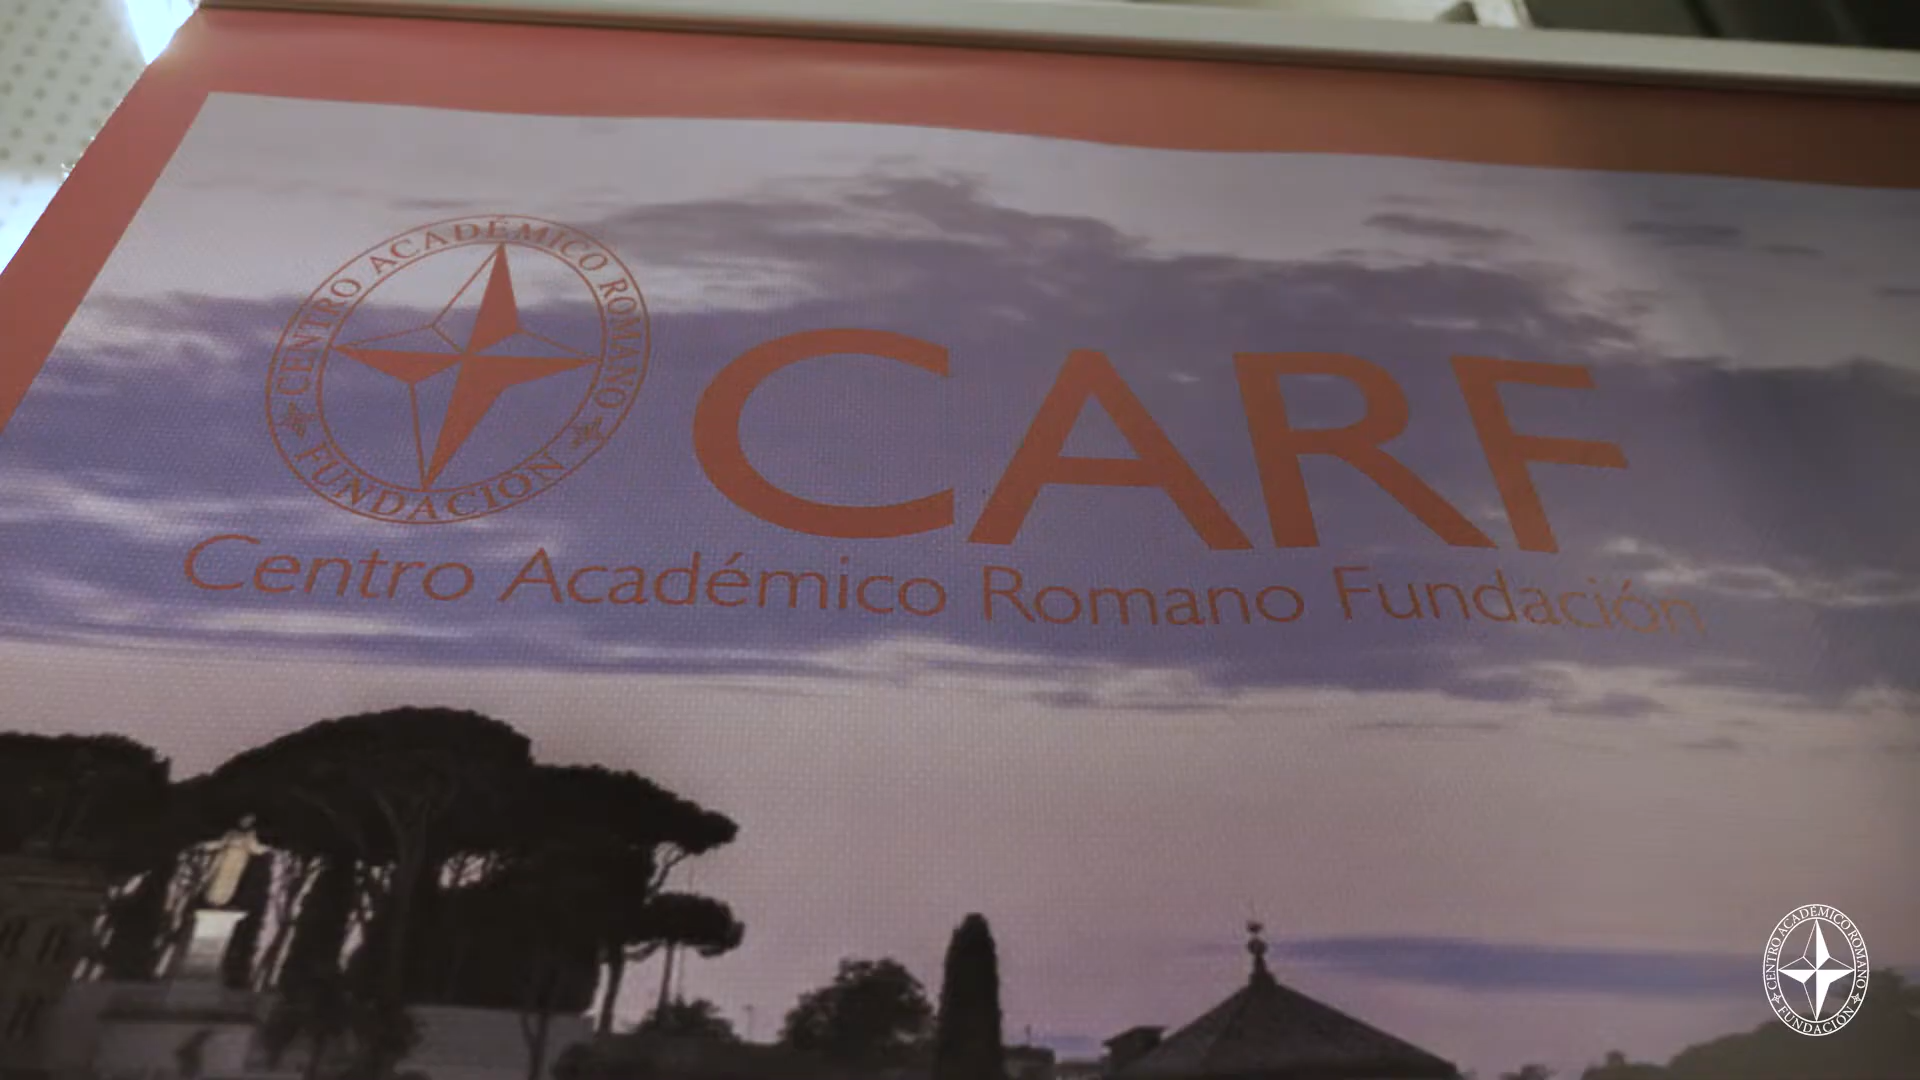 CENTRO ACADÉMICO ROMANO
FUNDACIÓN
CARF
Centro Académico Romano Fundación
CENTRO ACADÉMICO ROMANO
FUNDACIÓN